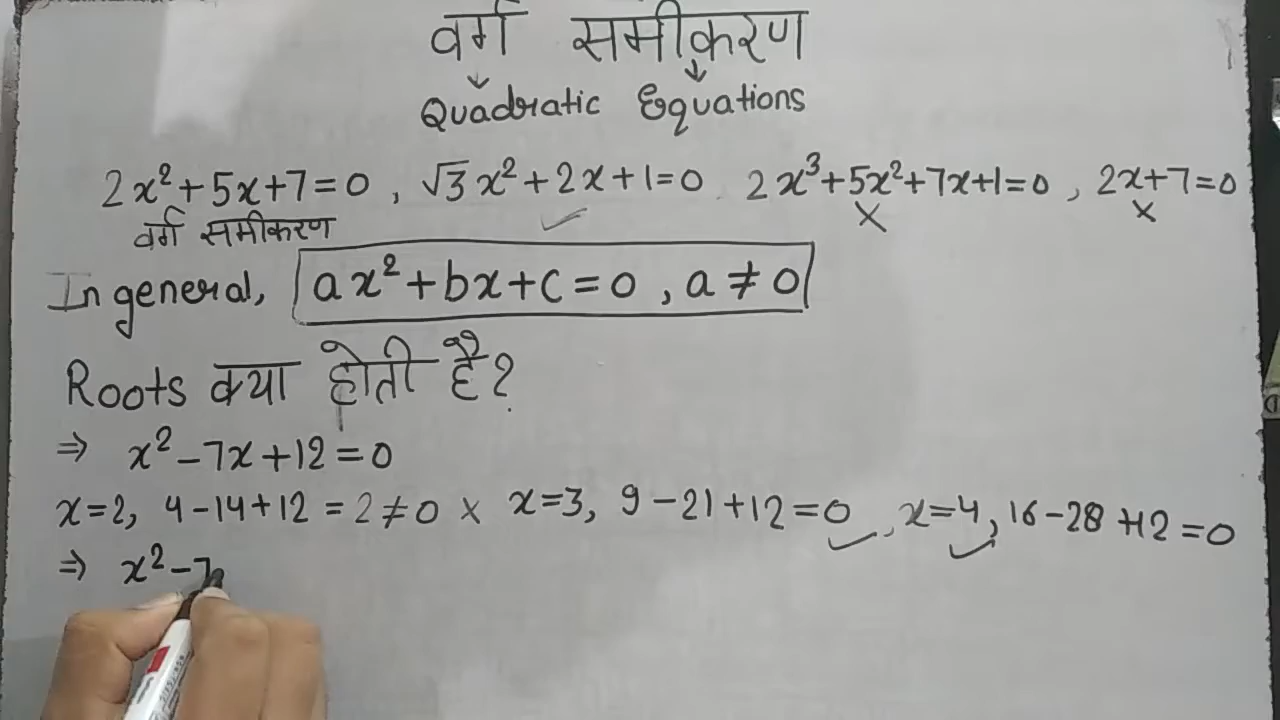 वर्ग समीकरण
↓ ↓
Quadratic Equations
2x²+5x+7=0, √3x²+2x+1=0 2x³+5x²+7x+1=0, 2x+7=0
वर्ग समीकरण ✓ × ×
In general, ax²+bx+c=0, a≠0
Roots क्या होती है?
⇒ x²-7x+12=0
x=2, 4-14+12=2≠0 × x=3, 9-21+12=0 ✓, x=4, 16-28+12=0
⇒ x²-7